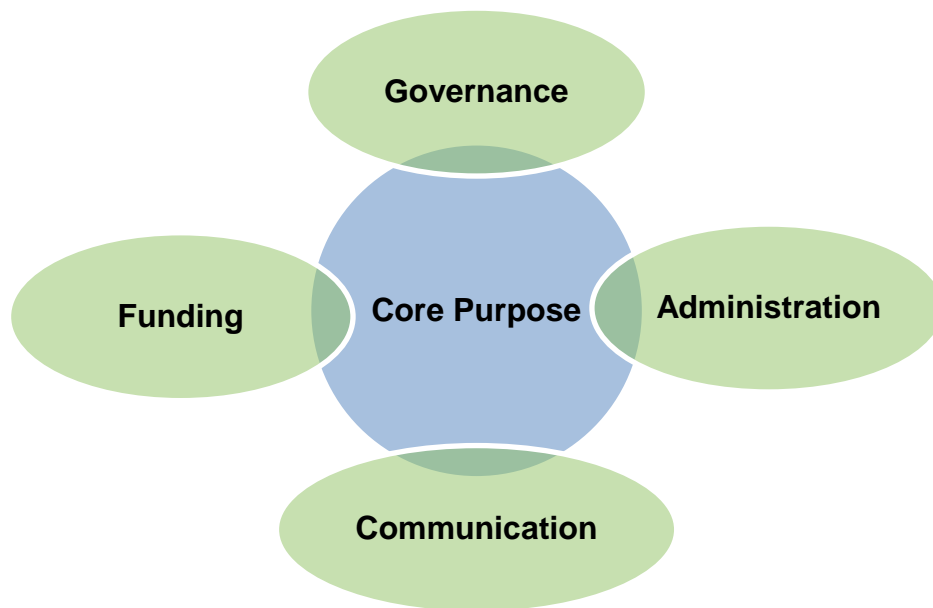 Governance
Funding
Core Purpose
Administration
Communication